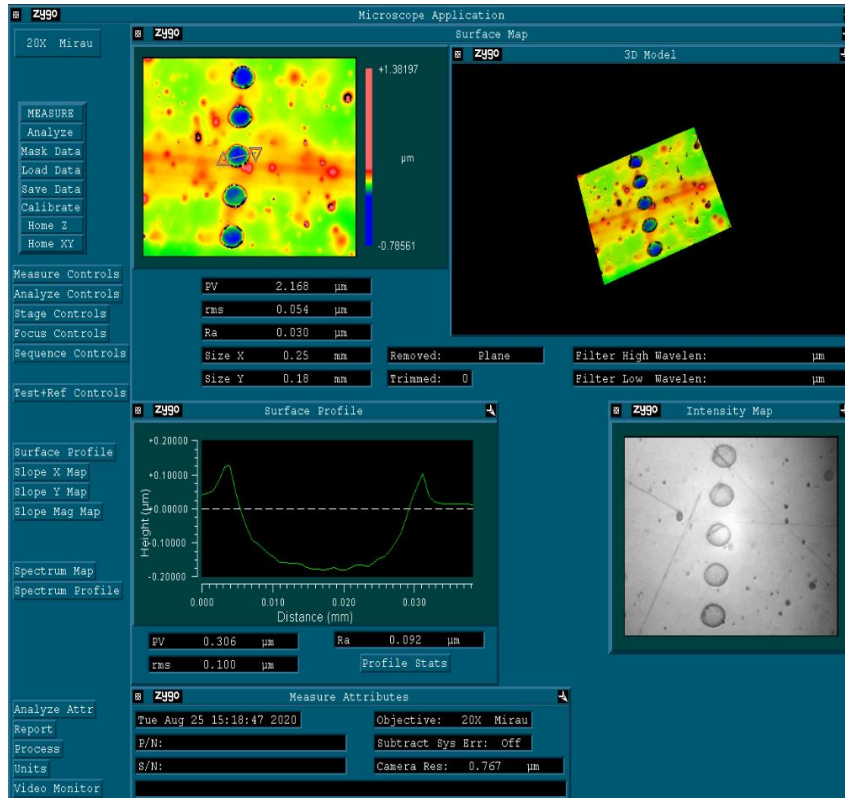 zygo Microscope Application
20X Mirau
MEASURE
Analyze
Mask Data
Load Data
Save Data
Calibrate
Home Z
Home XY
Measure Controls
Analyze Controls
Stage Controls
Focus Controls
Sequence Controls
Test+Ref Controls
Surface Profile
Slope X Map
Slope Y Map
Slope Mag Map
Spectrum Map
Spectrum Profile
Analyze Attr
Report
Process
Units
Video Monitor
zygo Surface Map
+1.38197
µm
-0.78561
zygo 3D Model
PV 2.168 µm
rms 0.054 µm
Ra 0.030 µm
Size X 0.25 mm
Size Y 0.18 mm
Removed: Plane
Trimmed: 0
Filter High Wavelen: µm
Filter Low Wavelen: µm
zygo Surface Profile
+0.20000
+0.10000
+0.00000
-0.10000
-0.20000
Height (µm)
0.000 0.010 0.020 0.030
Distance (mm)
PV 0.306 µm
rms 0.100 µm
Ra 0.092 µm
Profile Stats
zygo Intensity Map
zygo Measure Attributes
Tue Aug 25 15:18:47 2020
P/N:
S/N:
Objective: 20X Mirau
Subtract Sys Err: Off
Camera Res: 0.767 µm